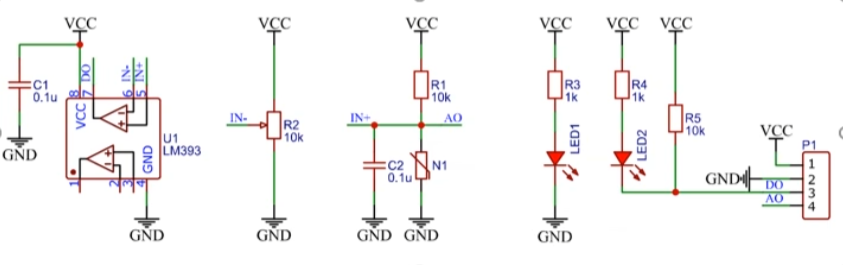 VCC
C1
0.1u
GND
8
7
DO
6
IN-
5
IN+
VCC
GND
1
2
3
4
U1
LM393
GND
VCC
IN-
R2
10k
GND
VCC
R1
10k
IN+
AO
C2
0.1u
N1
GND
GND
VCC
R3
1k
LED1
GND
VCC
R4
1k
LED2
VCC
R5
10k
VCC
P1
1
GND
2
DO
3
AO
4